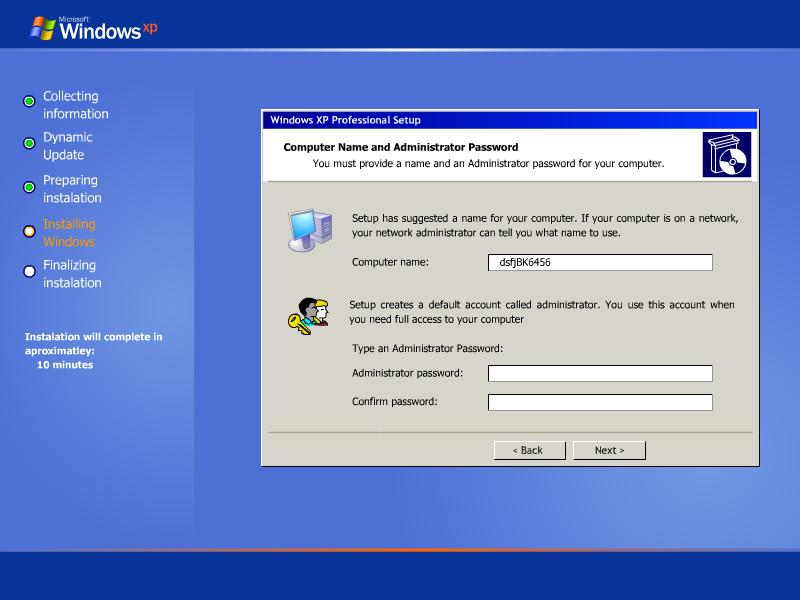 Microsoft
Windows xp
Collecting
information
Dynamic
Update
Preparing
instalation
Installing
Windows
Finalizing
instalation
Instalation will complete in
aproximatley:
10 minutes
Windows XP Professional Setup
Computer Name and Administrator Password
You must provide a name and an Administrator password for your computer.
Setup has suggested a name for your computer. If your computer is on a network,
your network administrator can tell you what name to use.
Computer name: dsfjBK6456
Setup creates a default account called administrator. You use this account when
you need full access to your computer
Type an Administrator Password:
Administrator password:
Confirm password:
< Back Next >